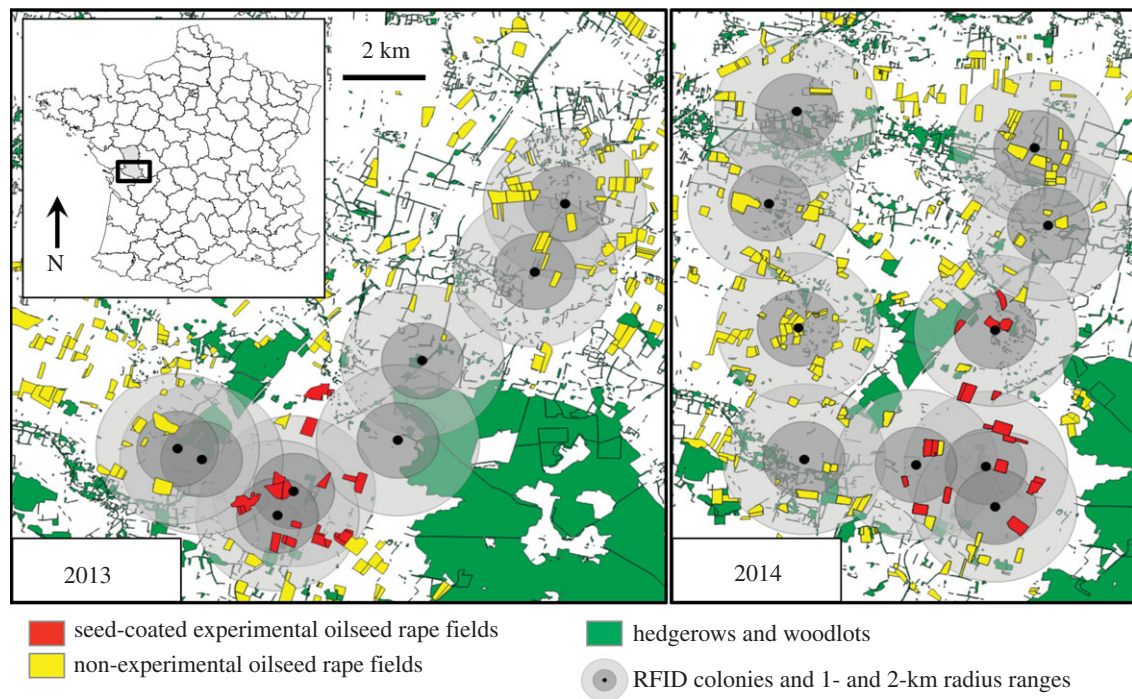 2 km
N
2013
2014
seed-coated experimental oilseed rape fields
non-experimental oilseed rape fields
hedgerows and woodlots
RFID colonies and 1- and 2-km radius ranges